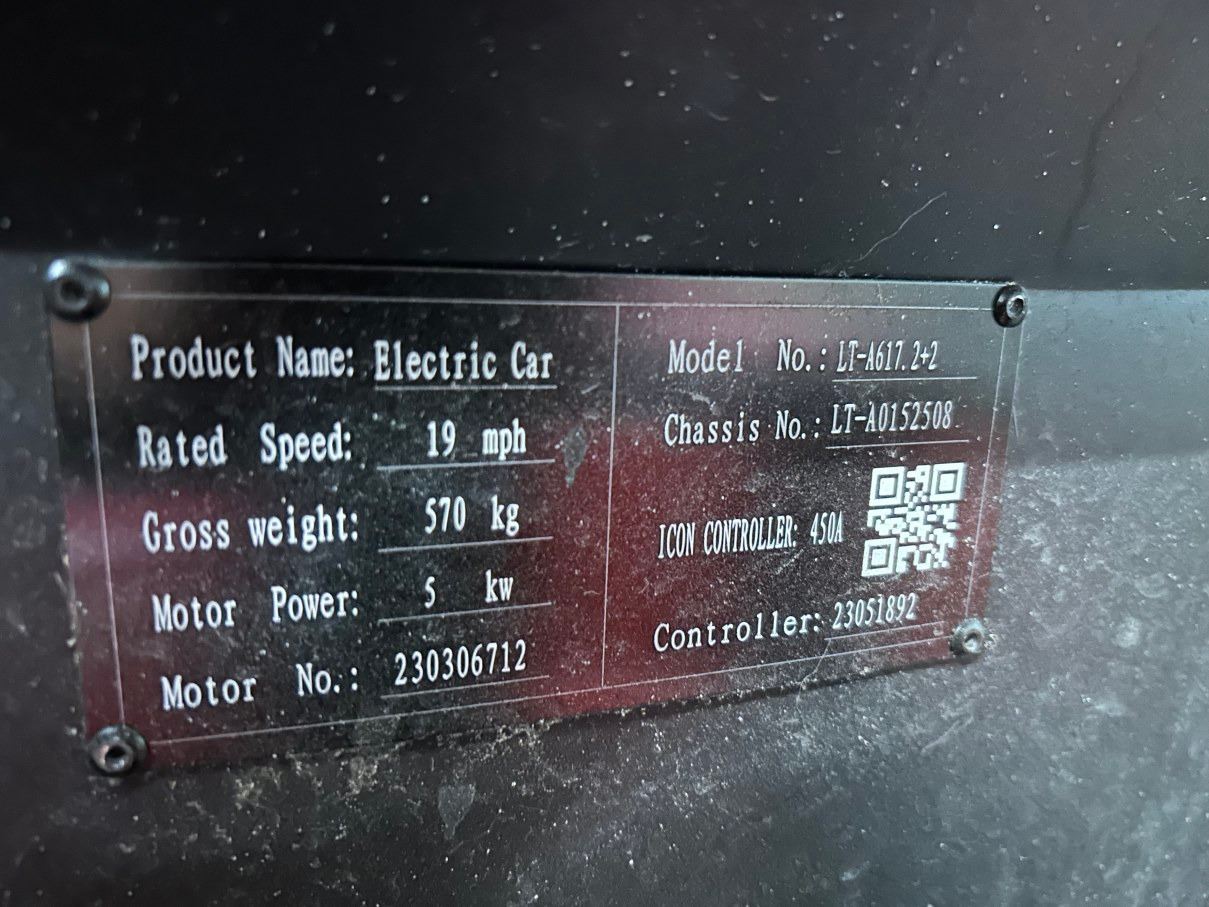 Product Name: Electric Car
Rated Speed: 19 mph
Gross weight: 570 kg
Motor Power: 5 kw
Motor No.: 230306712
Model No.: LT-A617.2+2
Chassis No.: LT-A0152508
ICON CONTROLLER: 450A
Controller: 23051892